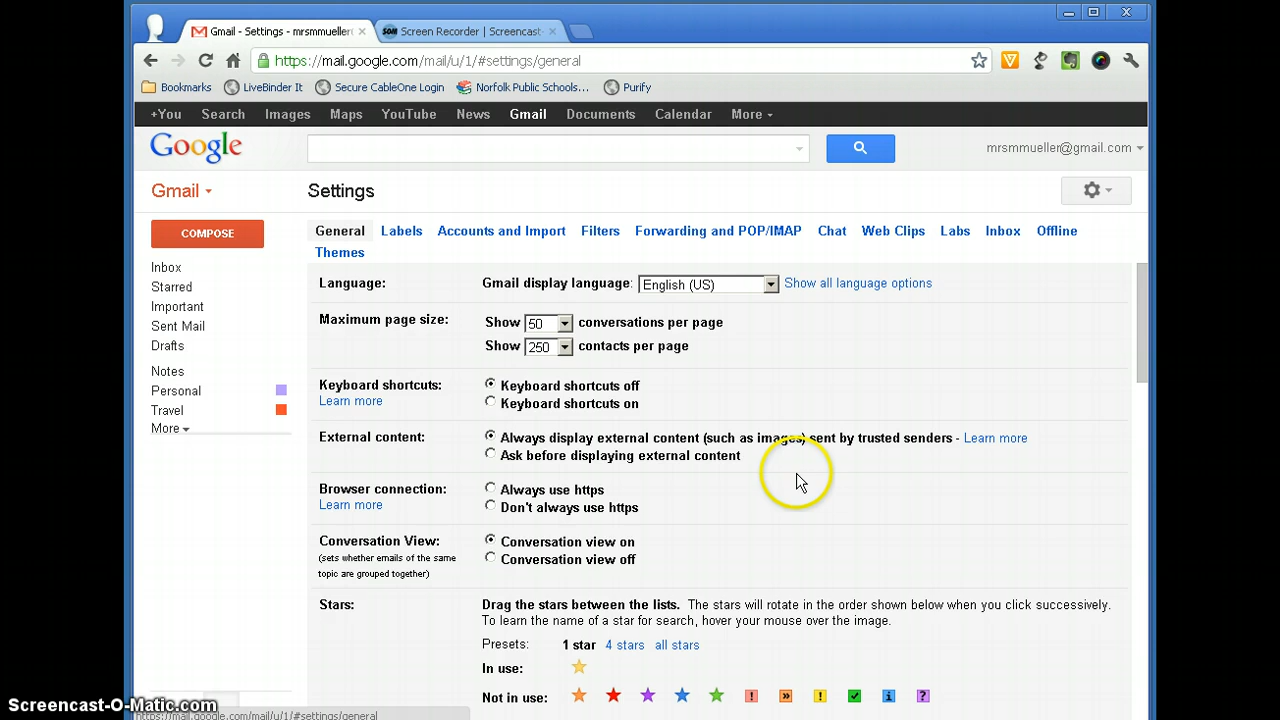 Gmail - Settings - mrsmmueller(
SOM Screen Recorder | Screencast-
https://mail.google.com/mail/u/1/#settings/general
Bookmarks LiveBinder It Secure CableOne Login Norfolk Public Schools... Purify
+You Search Images Maps YouTube News Gmail Documents Calendar More
Google
mrsmmueller@gmail.com
Gmail
Settings
COMPOSE
General Labels Accounts and Import Filters Forwarding and POP/IMAP Chat Web Clips Labs Inbox Offline
Themes
Inbox
Starred
Important
Sent Mail
Drafts
Notes
Personal
Travel
More
Language: Gmail display language: English (US) Show all language options
Maximum page size: Show 50 conversations per page
Show 250 contacts per page
Keyboard shortcuts: Keyboard shortcuts off
Learn more Keyboard shortcuts on
External content: Always display external content (such as images) sent by trusted senders - Learn more
Ask before displaying external content
Browser connection: Always use https
Learn more Don't always use https
Conversation View: Conversation view on
(sets whether emails of the same
topic are grouped together)
Conversation view off
Stars: Drag the stars between the lists. The stars will rotate in the order shown below when you click successively.
To learn the name of a star for search, hover your mouse over the image.
Presets: 1 star 4 stars all stars
In use:
Not in use: ! » ! i ?
Screencast-O-Matic.com
https://mail.google.com/mail/u/1/#settings/general